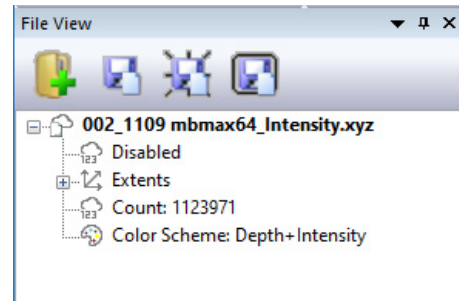 File View
002_1109 mbmax64_Intensity.xyz
Disabled
Extents
Count: 1123971
Color Scheme: Depth+Intensity